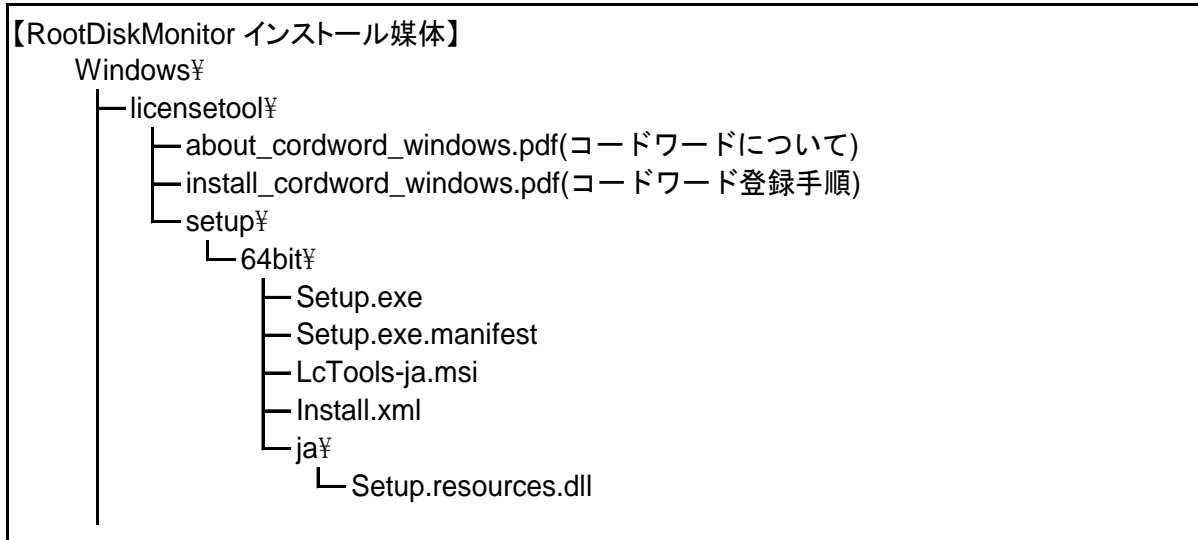 【RootDiskMonitor インストール媒体】
Windows¥
licensetool¥
about_cordword_windows.pdf(コードワードについて)
install_cordword_windows.pdf(コードワード登録手順)
setup¥
64bit¥
Setup.exe
Setup.exe.manifest
LcTools-ja.msi
Install.xml
ja¥
Setup.resources.dll